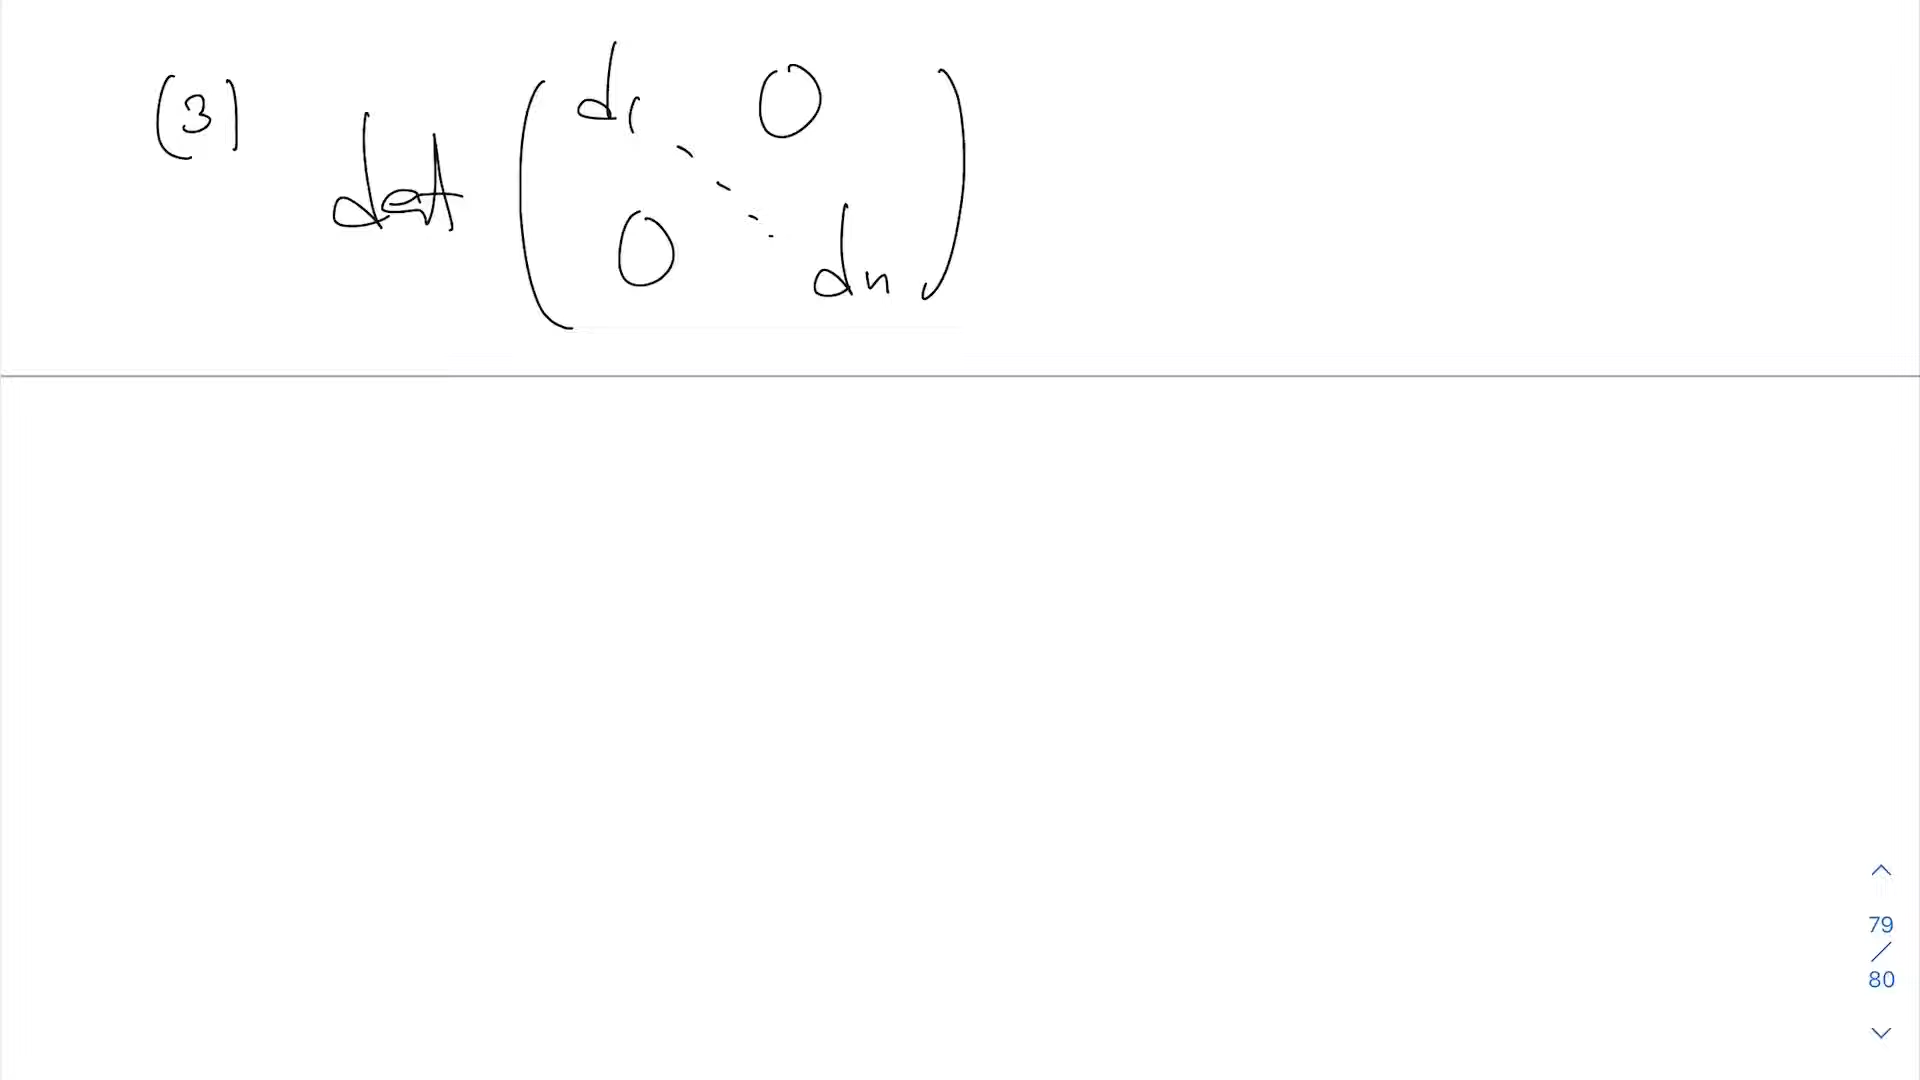 (3) det ( d₁ 0
0 dn )
79
/
80